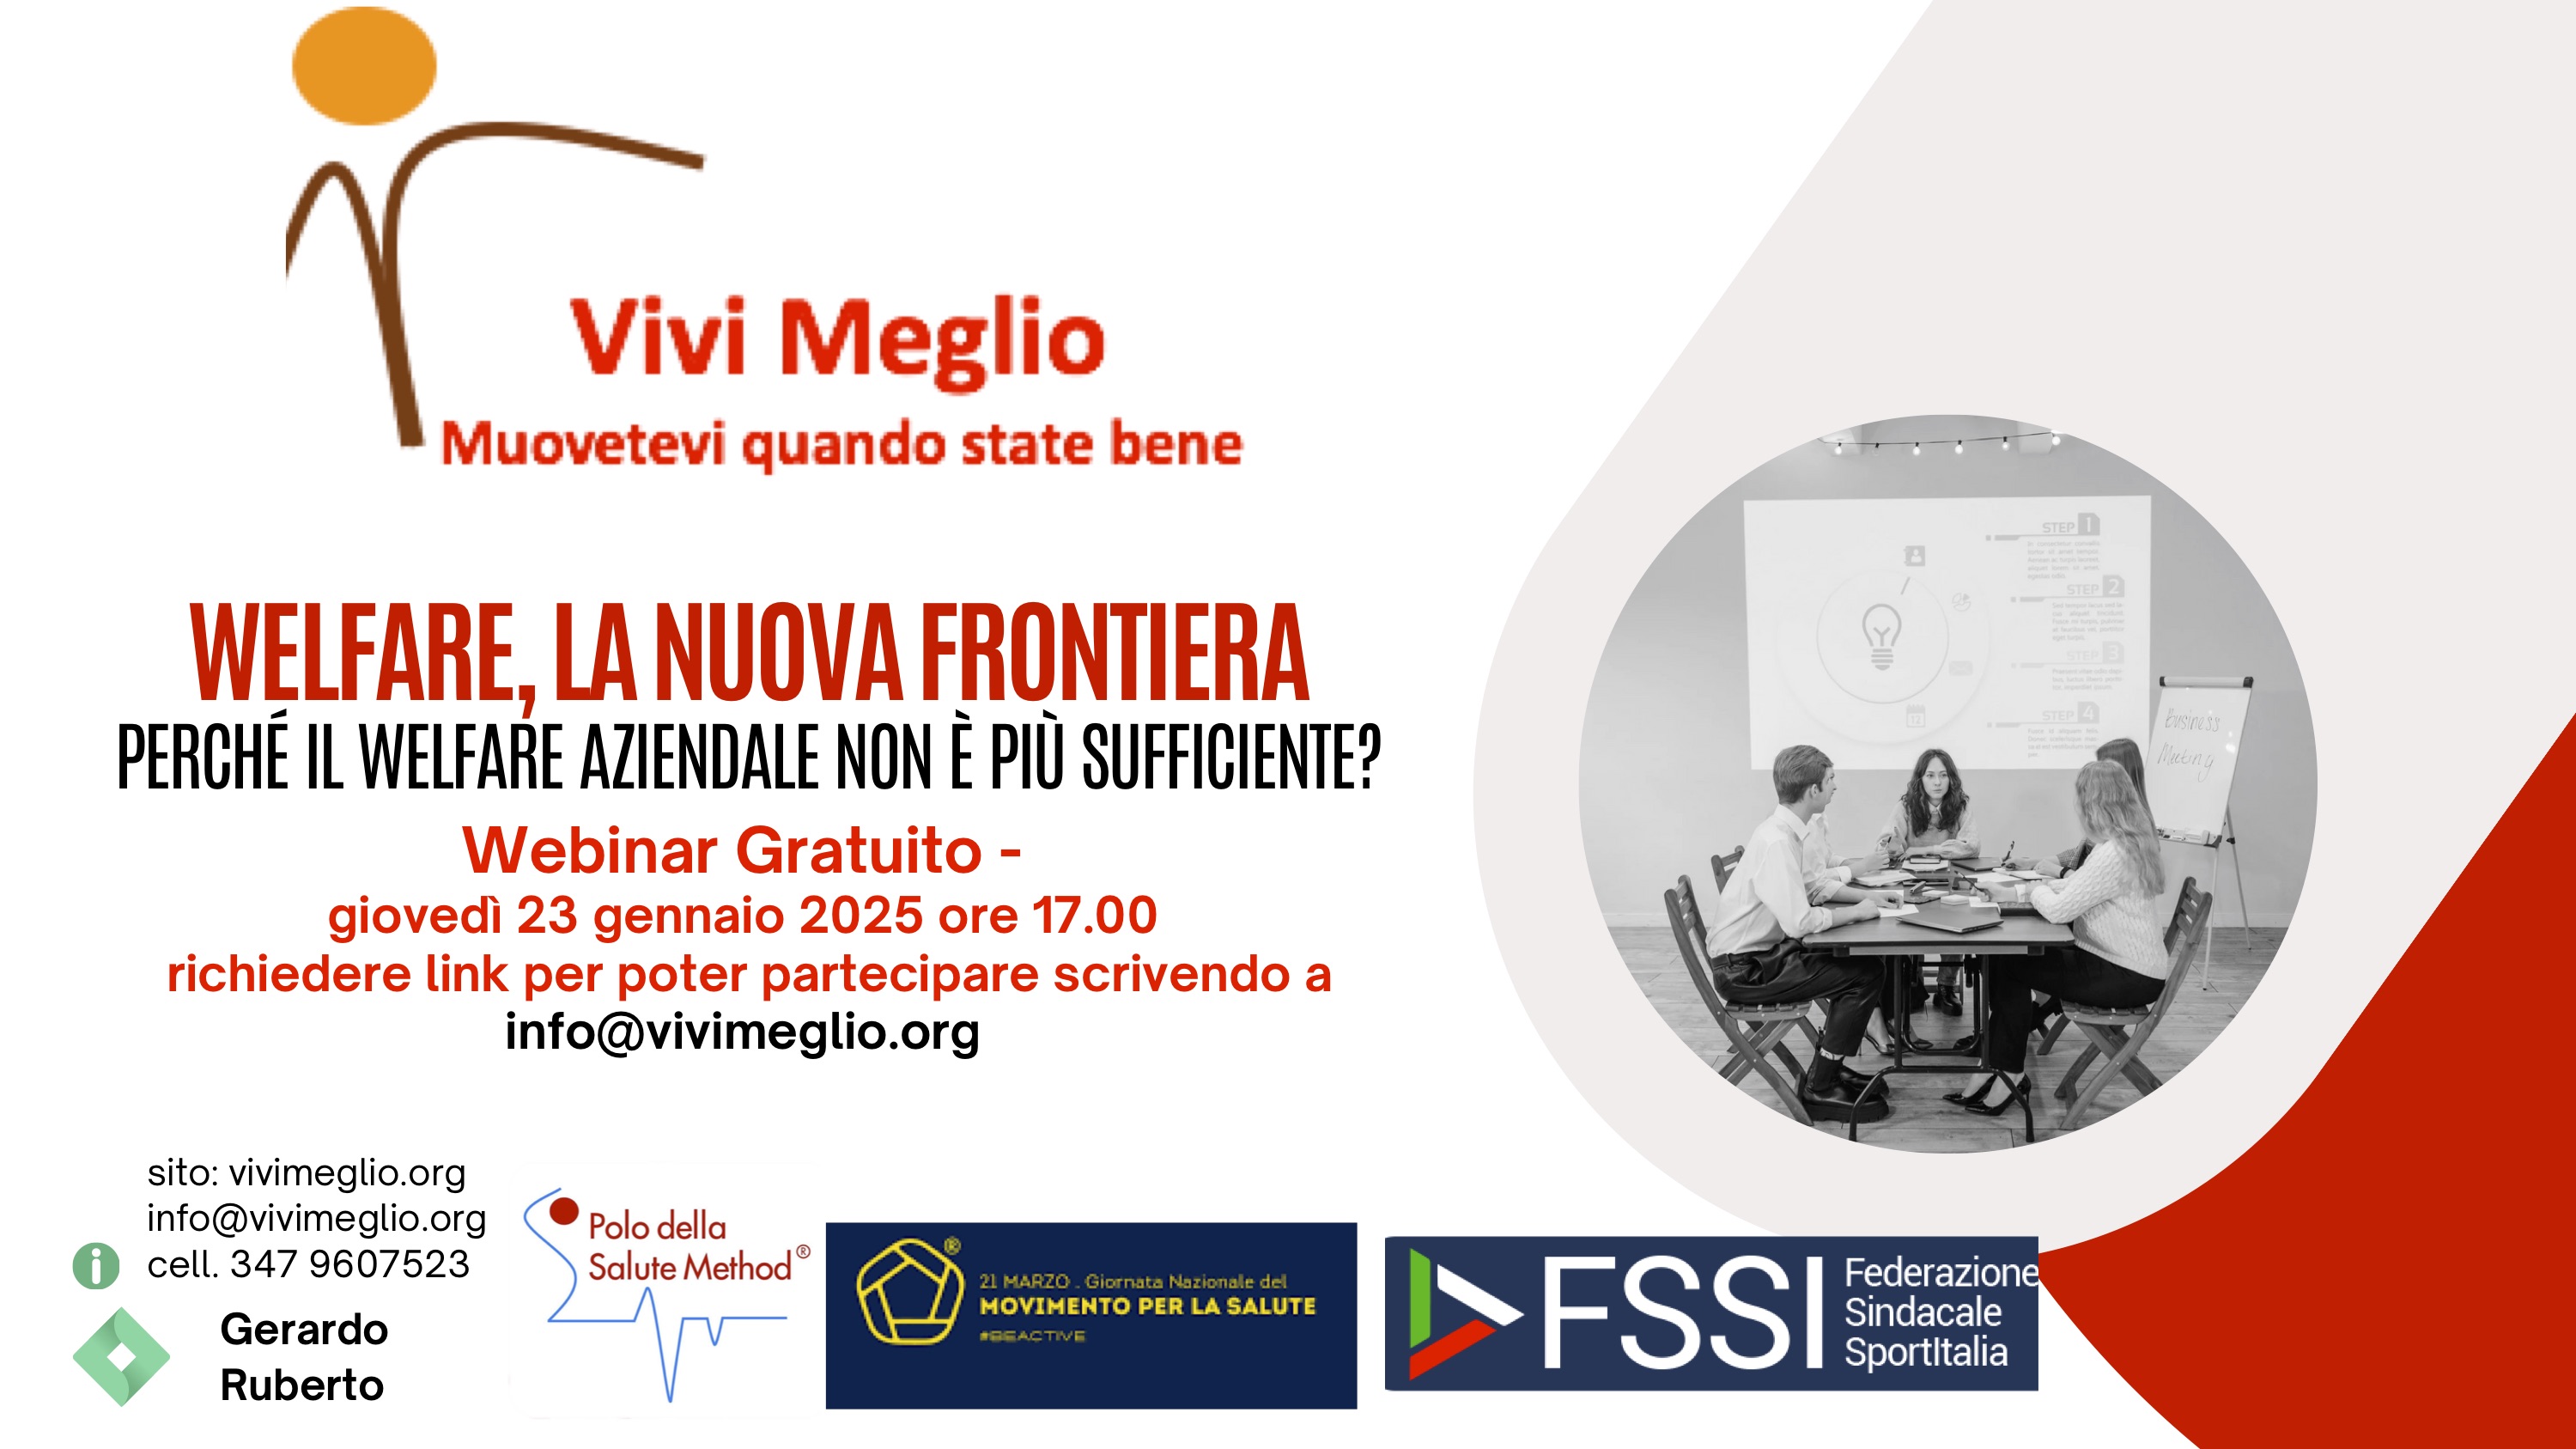 Vivi Meglio
Muovetevi quando state bene
WELFARE, LA NUOVA FRONTIERA
PERCHÉ IL WELFARE AZIENDALE NON È PIÙ SUFFICIENTE?
Webinar Gratuito -
giovedì 23 gennaio 2025 ore 17.00
richiedere link per poter partecipare scrivendo a
info@vivimeglio.org
STEP 1
STEP 2
STEP 3
STEP 4
Business
Meeting
sito: vivimeglio.org
info@vivimeglio.org
cell. 347 9607523
Gerardo
Ruberto
Polo della
Salute Method®
®
21 MARZO . Giornata Nazionale del
MOVIMENTO PER LA SALUTE
#BEACTIVE
FSSI
Federazione
Sindacale
SportItalia